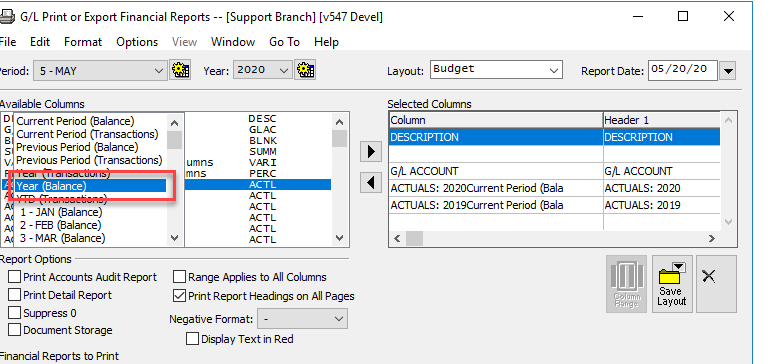 G/L Print or Export Financial Reports -- [Support Branch] [v547 Devel]
File Edit Format Options View Window Go To Help
Period: 5 - MAY Year: 2020 Layout: Budget Report Date: 05/20/20
Available Columns
DESC
GLAC
BLNK
SUMM
umns VARI
mns PERC
ACTL
ACTL
ACTL
ACTL
ACTL
Current Period (Balance)
Current Period (Transactions)
Previous Period (Balance)
Previous Period (Transactions)
Year (Transactions)
Year (Balance)
YTD (Transactions)
1 - JAN (Balance)
2 - FEB (Balance)
3 - MAR (Balance)
Selected Columns
Column Header 1
DESCRIPTION DESCRIPTION
G/L ACCOUNT G/L ACCOUNT
ACTUALS: 2020Current Period (Bala ACTUALS: 2020
ACTUALS: 2019Current Period (Bala ACTUALS: 2019
Column Range
Save Layout
Report Options
Print Accounts Audit Report
Print Detail Report
Suppress 0
Document Storage
Range Applies to All Columns
Print Report Headings on All Pages
Negative Format: -
Display Text in Red
Financial Reports to Print